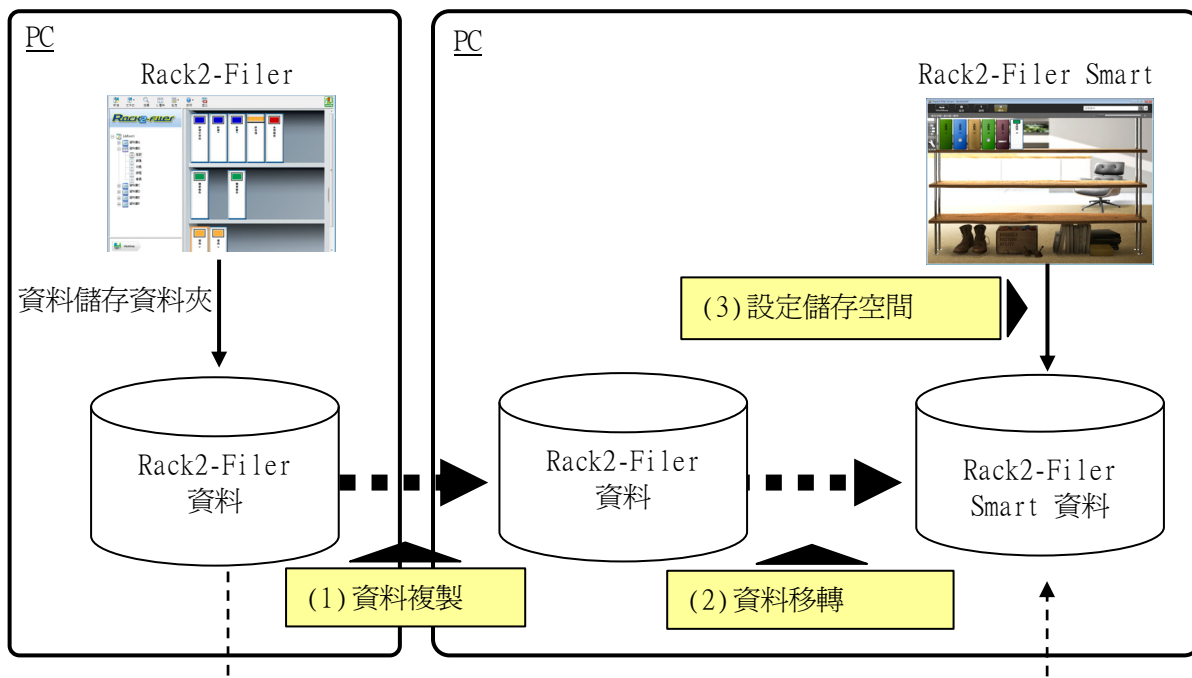 PC
Rack2-Filer
Rack2-Filer
資料儲存資料夾
Rack2-Filer
資料
(1)資料複製
PC
Rack2-Filer Smart
(3)設定儲存空間
Rack2-Filer
資料
(2)資料移轉
Rack2-Filer
Smart 資料